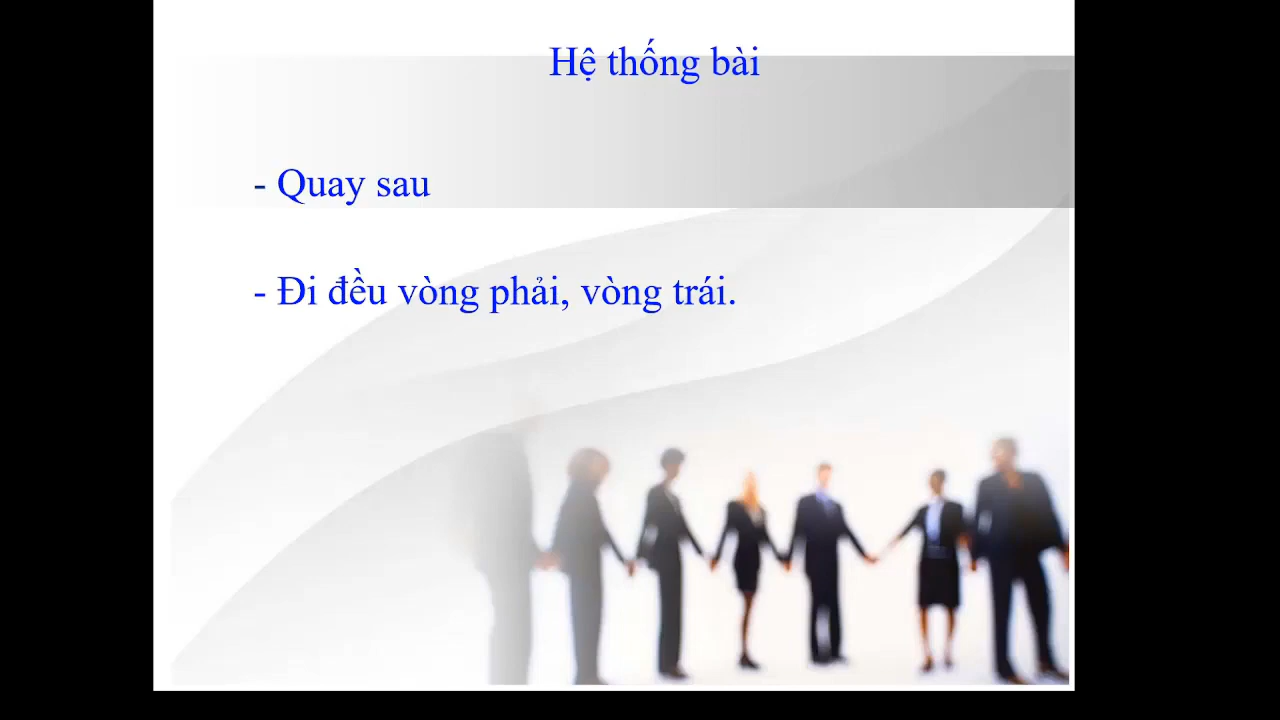 Hệ thống bài
- Quay sau
- Đi đều vòng phải, vòng trái.